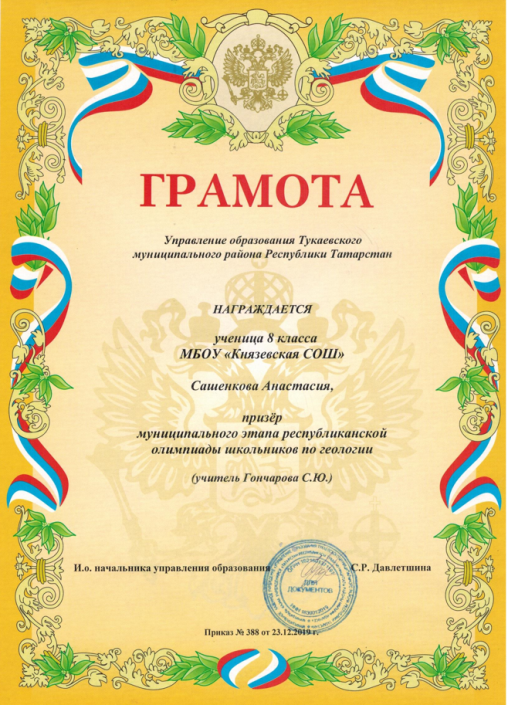 ГРАМОТА
Управление образования Тукаевского
муниципального района Республики Татарстан
НАГРАЖДАЕТСЯ
ученица 8 класса
МБОУ «Князевская СОШ»
Сашенкова Анастасия,
призёр
муниципального этапа республиканской
олимпиады школьников по геологии
(учитель Гончарова С.Ю.)
И.о. начальника управления образования С.Р. Давлетшина
ДЛЯ
ДОКУМЕНТОВ
Приказ № 388 от 23.12.2019 г.